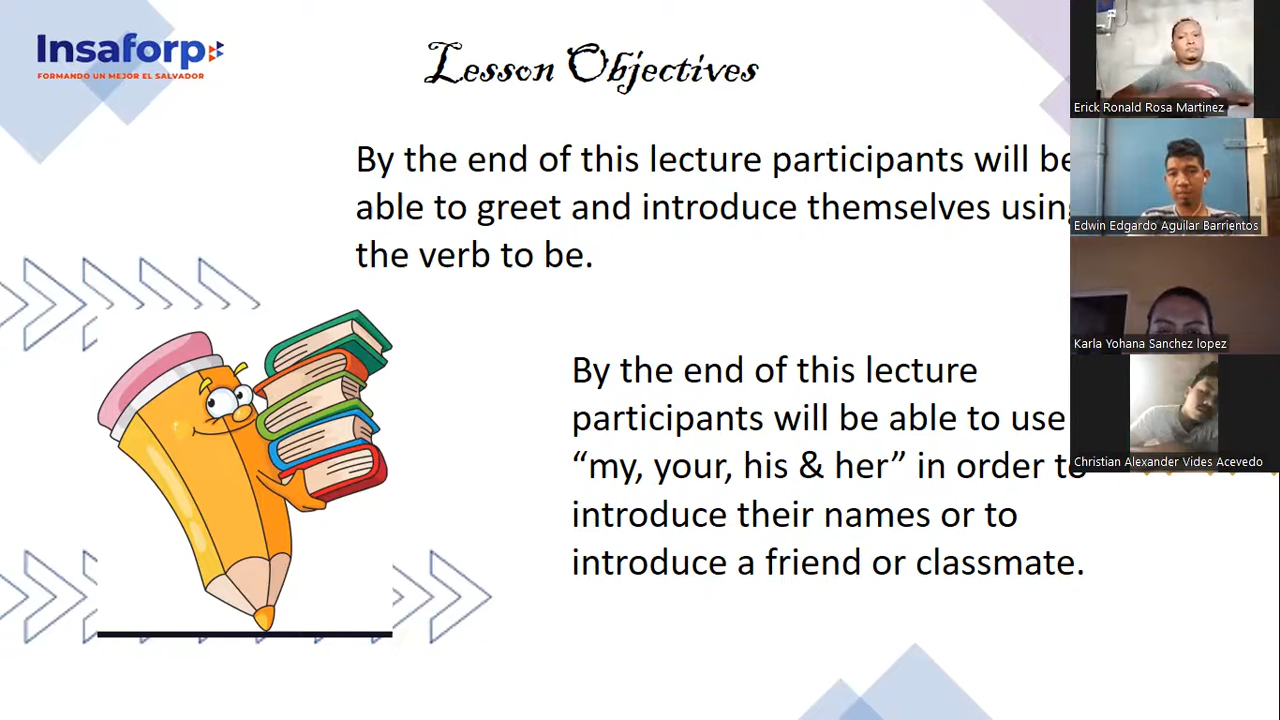 Insaforp
FORMANDO UN MEJOR EL SALVADOR
Lesson Objectives
By the end of this lecture participants will be
able to greet and introduce themselves using
the verb to be.
By the end of this lecture
participants will be able to use
“my, your, his & her” in order to
introduce their names or to
introduce a friend or classmate.
Erick Ronald Rosa Martinez
Edwin Edgardo Aguilar Barrientos
Karla Yohana Sanchez lopez
Christian Alexander Vides Acevedo